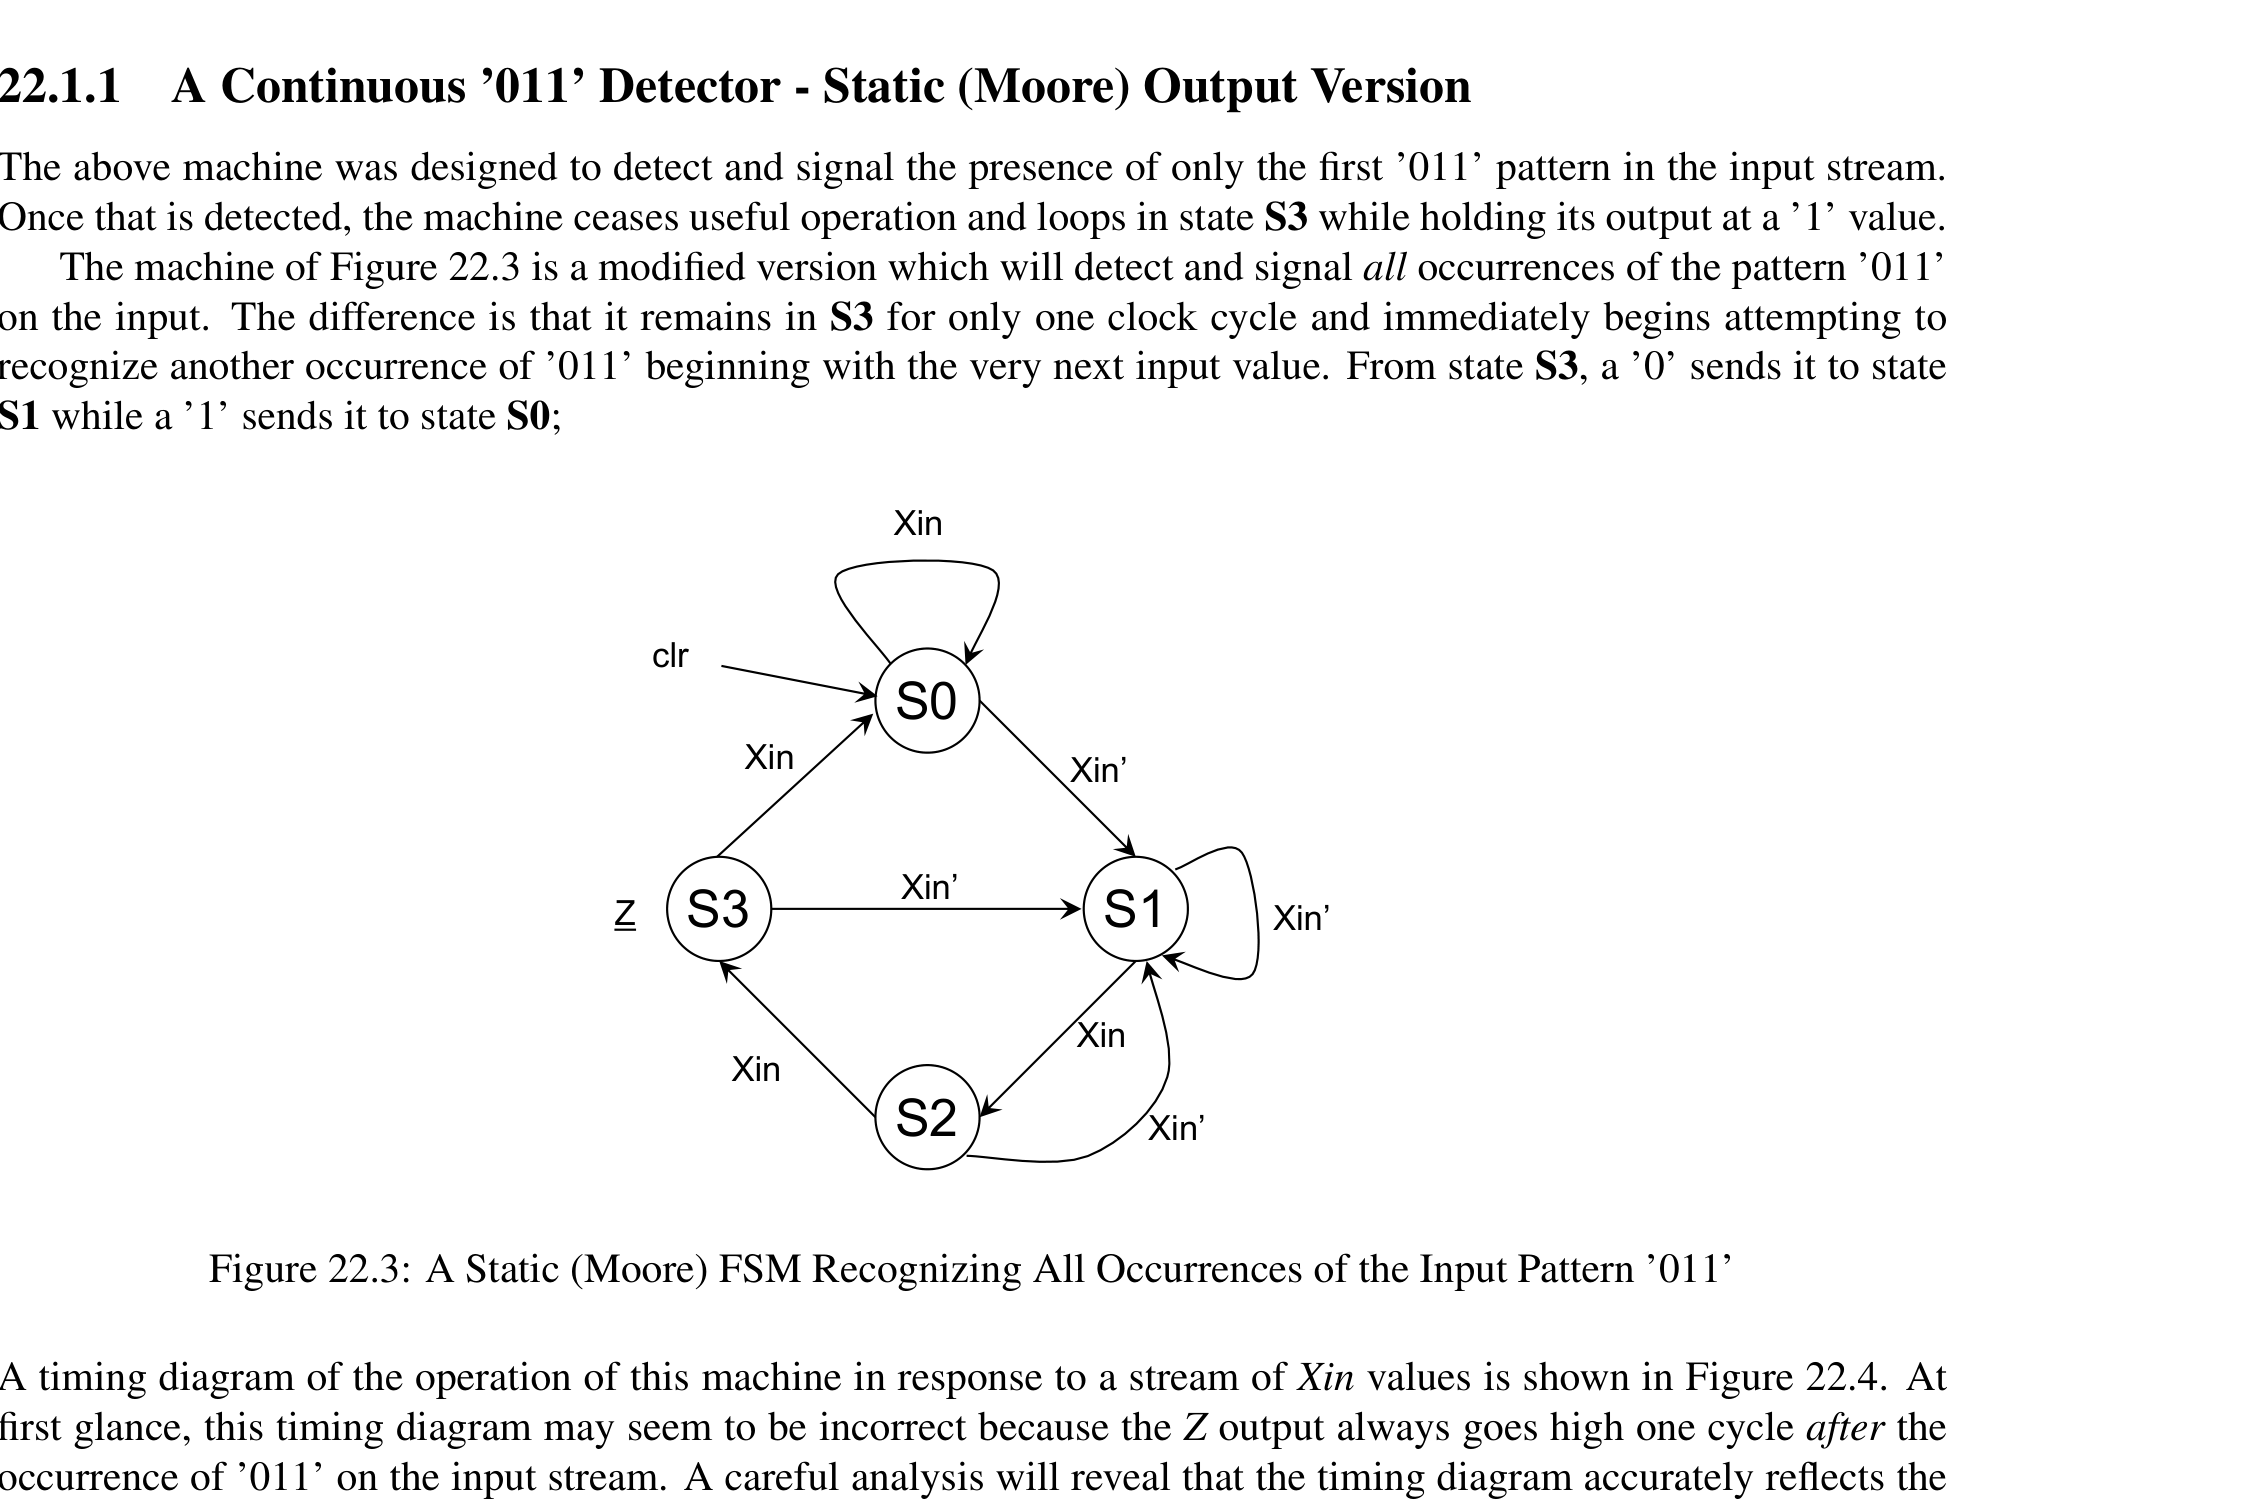 22.1.1 A Continuous ’011’ Detector - Static (Moore) Output Version
The above machine was designed to detect and signal the presence of only the first ’011’ pattern in the input stream.
Once that is detected, the machine ceases useful operation and loops in state S3 while holding its output at a ’1’ value.
The machine of Figure 22.3 is a modified version which will detect and signal all occurrences of the pattern ’011’
on the input. The difference is that it remains in S3 for only one clock cycle and immediately begins attempting to
recognize another occurrence of ’011’ beginning with the very next input value. From state S3, a ’0’ sends it to state
S1 while a ’1’ sends it to state S0;
Xin
clr
S0
Xin
Xin’
Z
S3
Xin’
S1
Xin’
Xin
Xin
S2
Xin’
Figure 22.3: A Static (Moore) FSM Recognizing All Occurrences of the Input Pattern ’011’
A timing diagram of the operation of this machine in response to a stream of Xin values is shown in Figure 22.4. At
first glance, this timing diagram may seem to be incorrect because the Z output always goes high one cycle after the
occurrence of ’011’ on the input stream. A careful analysis will reveal that the timing diagram accurately reflects the